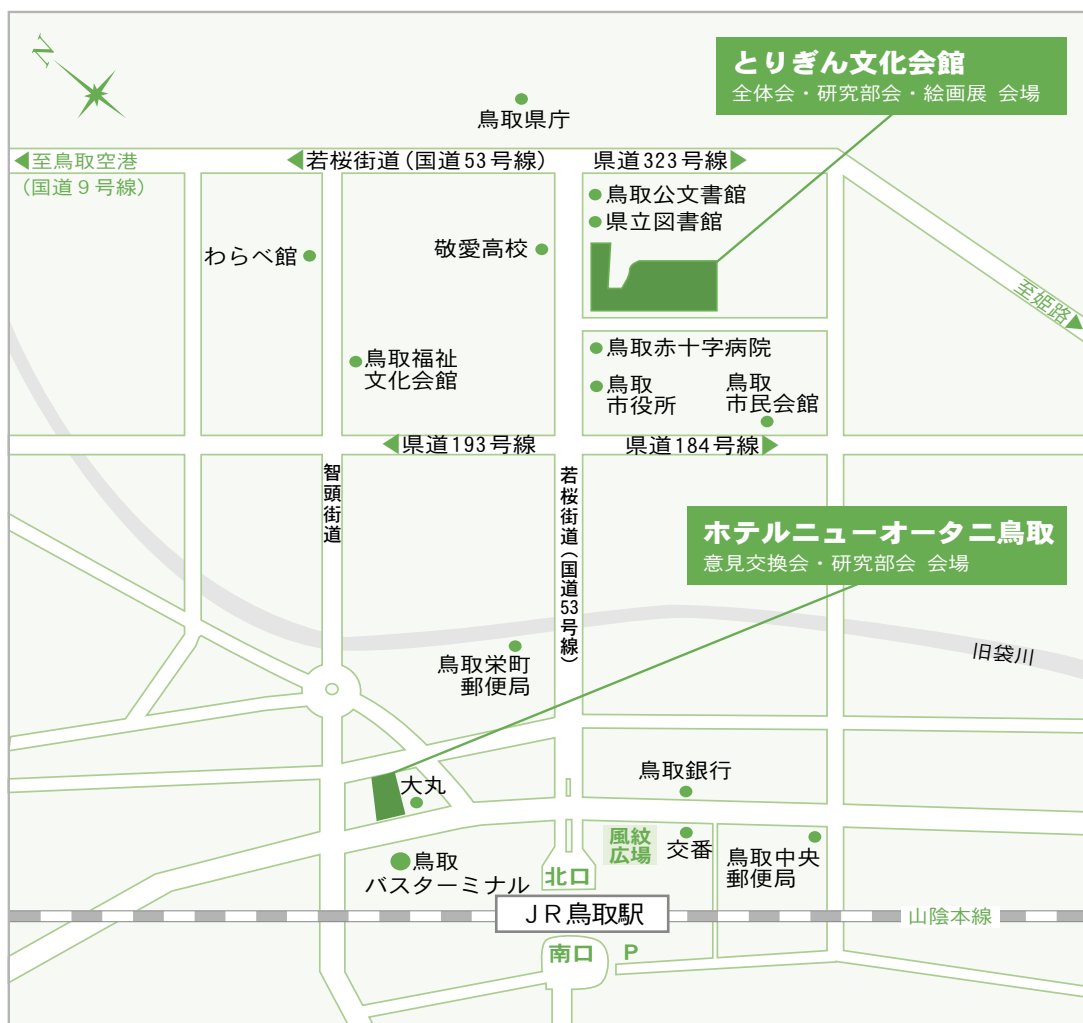 N
とりぎん文化会館
全体会・研究部会・絵画展 会場
鳥取県庁
◀至鳥取空港
(国道9号線)
◀若桜街道(国道53号線)
県道323号線▶
鳥取公文書館
県立図書館
わらべ館
敬愛高校
至姫路▶
鳥取福祉
文化会館
鳥取赤十字病院
鳥取
市役所
鳥取
市民会館
◀県道193号線
県道184号線▶
智頭街道
若桜街道(国道53号線)
ホテルニューオータニ鳥取
意見交換会・研究部会 会場
旧袋川
鳥取栄町
郵便局
大丸
鳥取銀行
風紋
広場
交番
鳥取中央
郵便局
鳥取
バスターミナル
北口
JR鳥取駅
山陰本線
南口
P